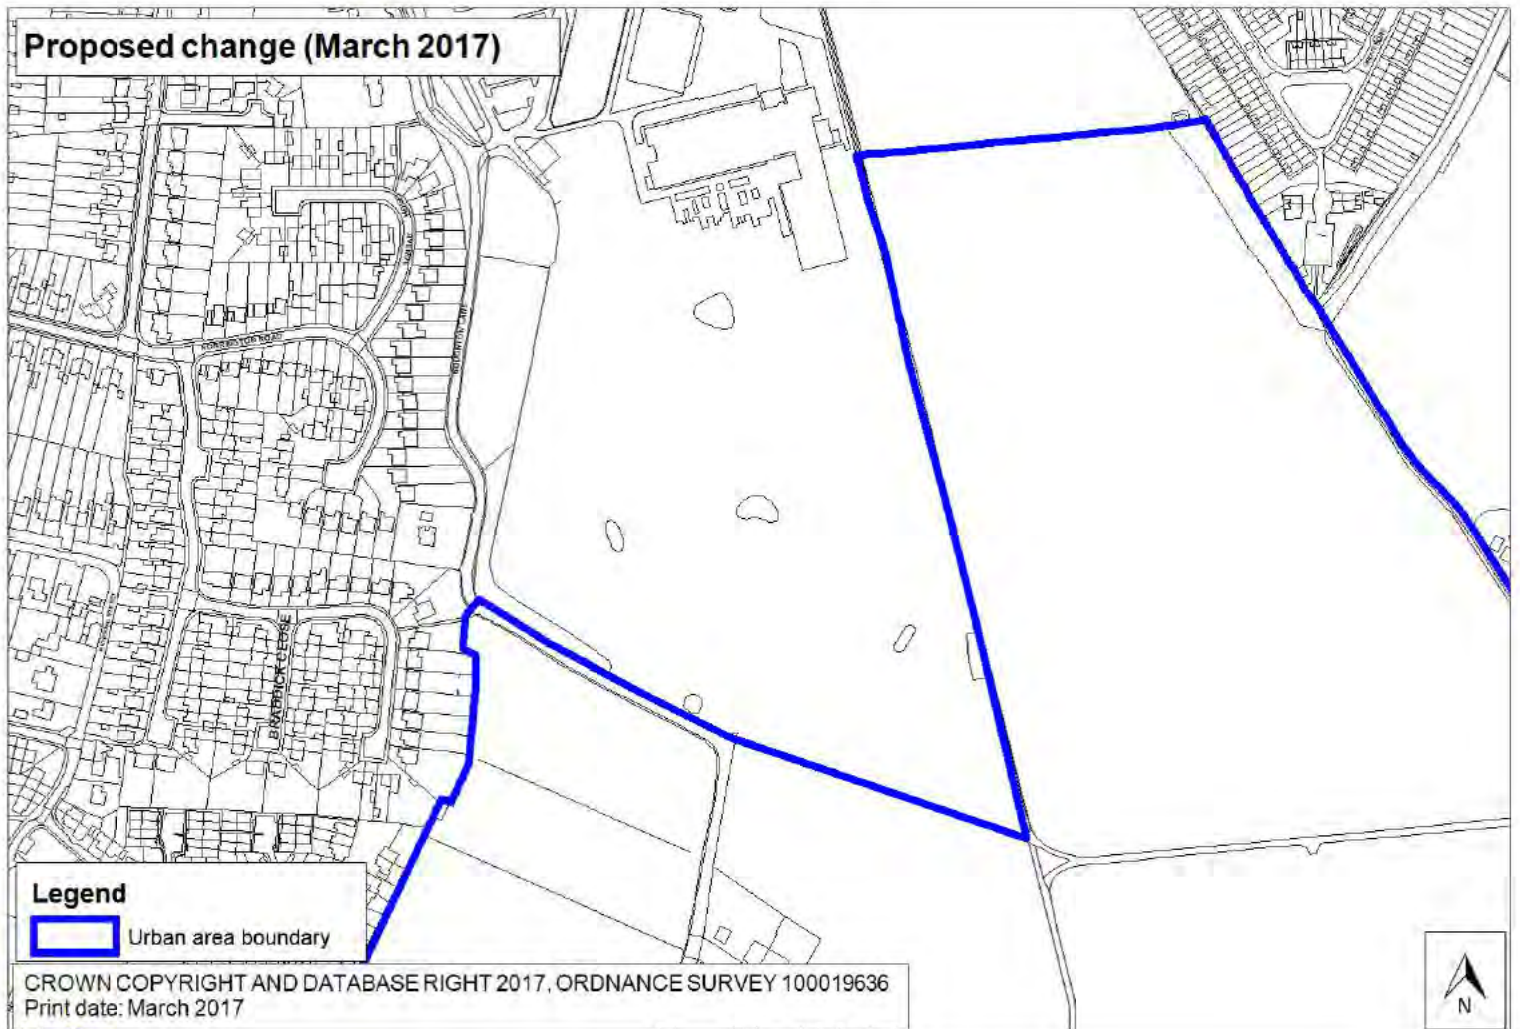 Proposed change (March 2017)
BRADDICK CLOSE
Legend
Urban area boundary
CROWN COPYRIGHT AND DATABASE RIGHT 2017, ORDNANCE SURVEY 100019636
Print date: March 2017
N